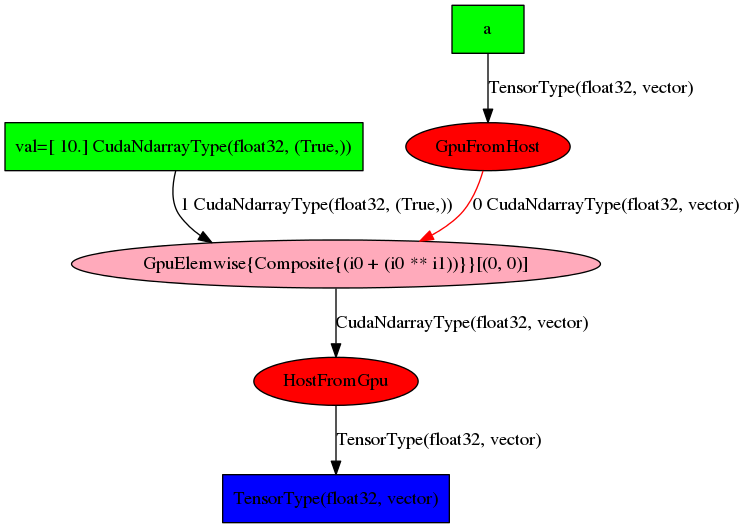 a
TensorType(float32, vector)
val=[ 10.] CudaNdarrayType(float32, (True,))
GpuFromHost
1 CudaNdarrayType(float32, (True,))
0 CudaNdarrayType(float32, vector)
GpuElemwise{Composite{(i0 + (i0 ** i1))}}[(0, 0)]
CudaNdarrayType(float32, vector)
HostFromGpu
TensorType(float32, vector)
TensorType(float32, vector)